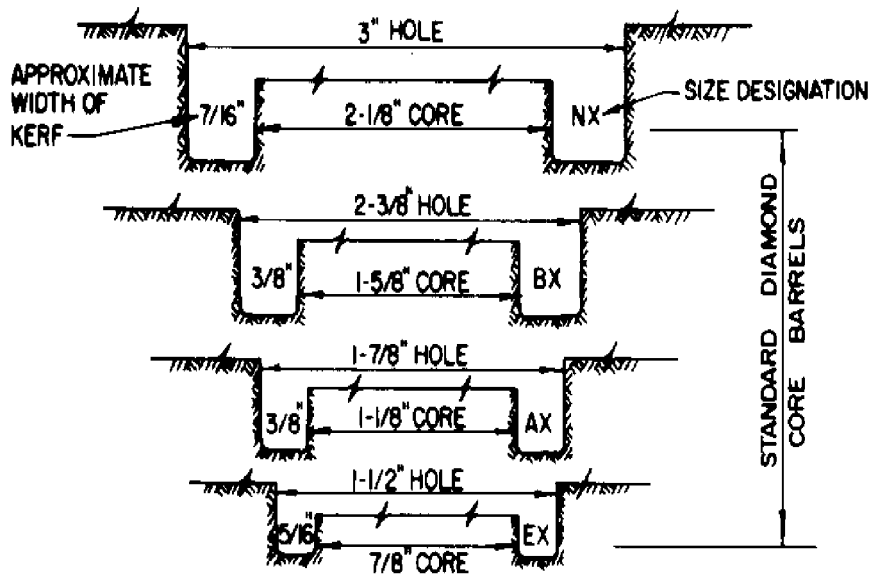 3" HOLE
APPROXIMATE
WIDTH OF
KERF
7/16"
2-1/8" CORE
NX
SIZE DESIGNATION
2-3/8" HOLE
3/8"
1-5/8" CORE
BX
1-7/8" HOLE
3/8"
1-1/8" CORE
AX
1-1/2" HOLE
5/16"
7/8" CORE
EX
STANDARD DIAMOND
CORE BARRELS